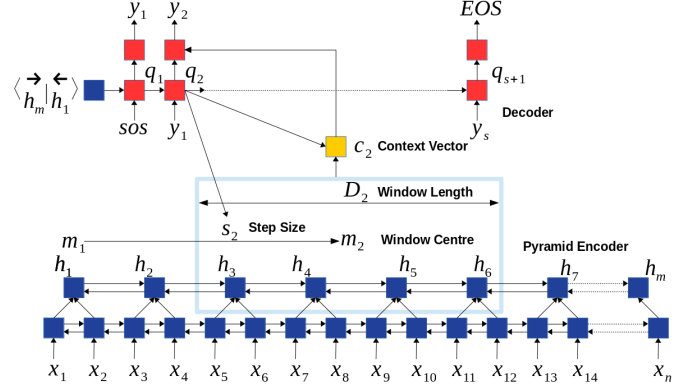 y₁ y₂ EOS
q₁ q₂ qₛ₊₁
⟨→hₘ|←h₁⟩
Decoder
sos y₁ yₛ
c₂ Context Vector
D₂ Window Length
s₂ Step Size
m₁ m₂ Window Centre
Pyramid Encoder
h₁ h₂ h₃ h₄ h₅ h₆ h₇ hₘ
x₁ x₂ x₃ x₄ x₅ x₆ x₇ x₈ x₉ x₁₀ x₁₁ x₁₂ x₁₃ x₁₄ xₙ